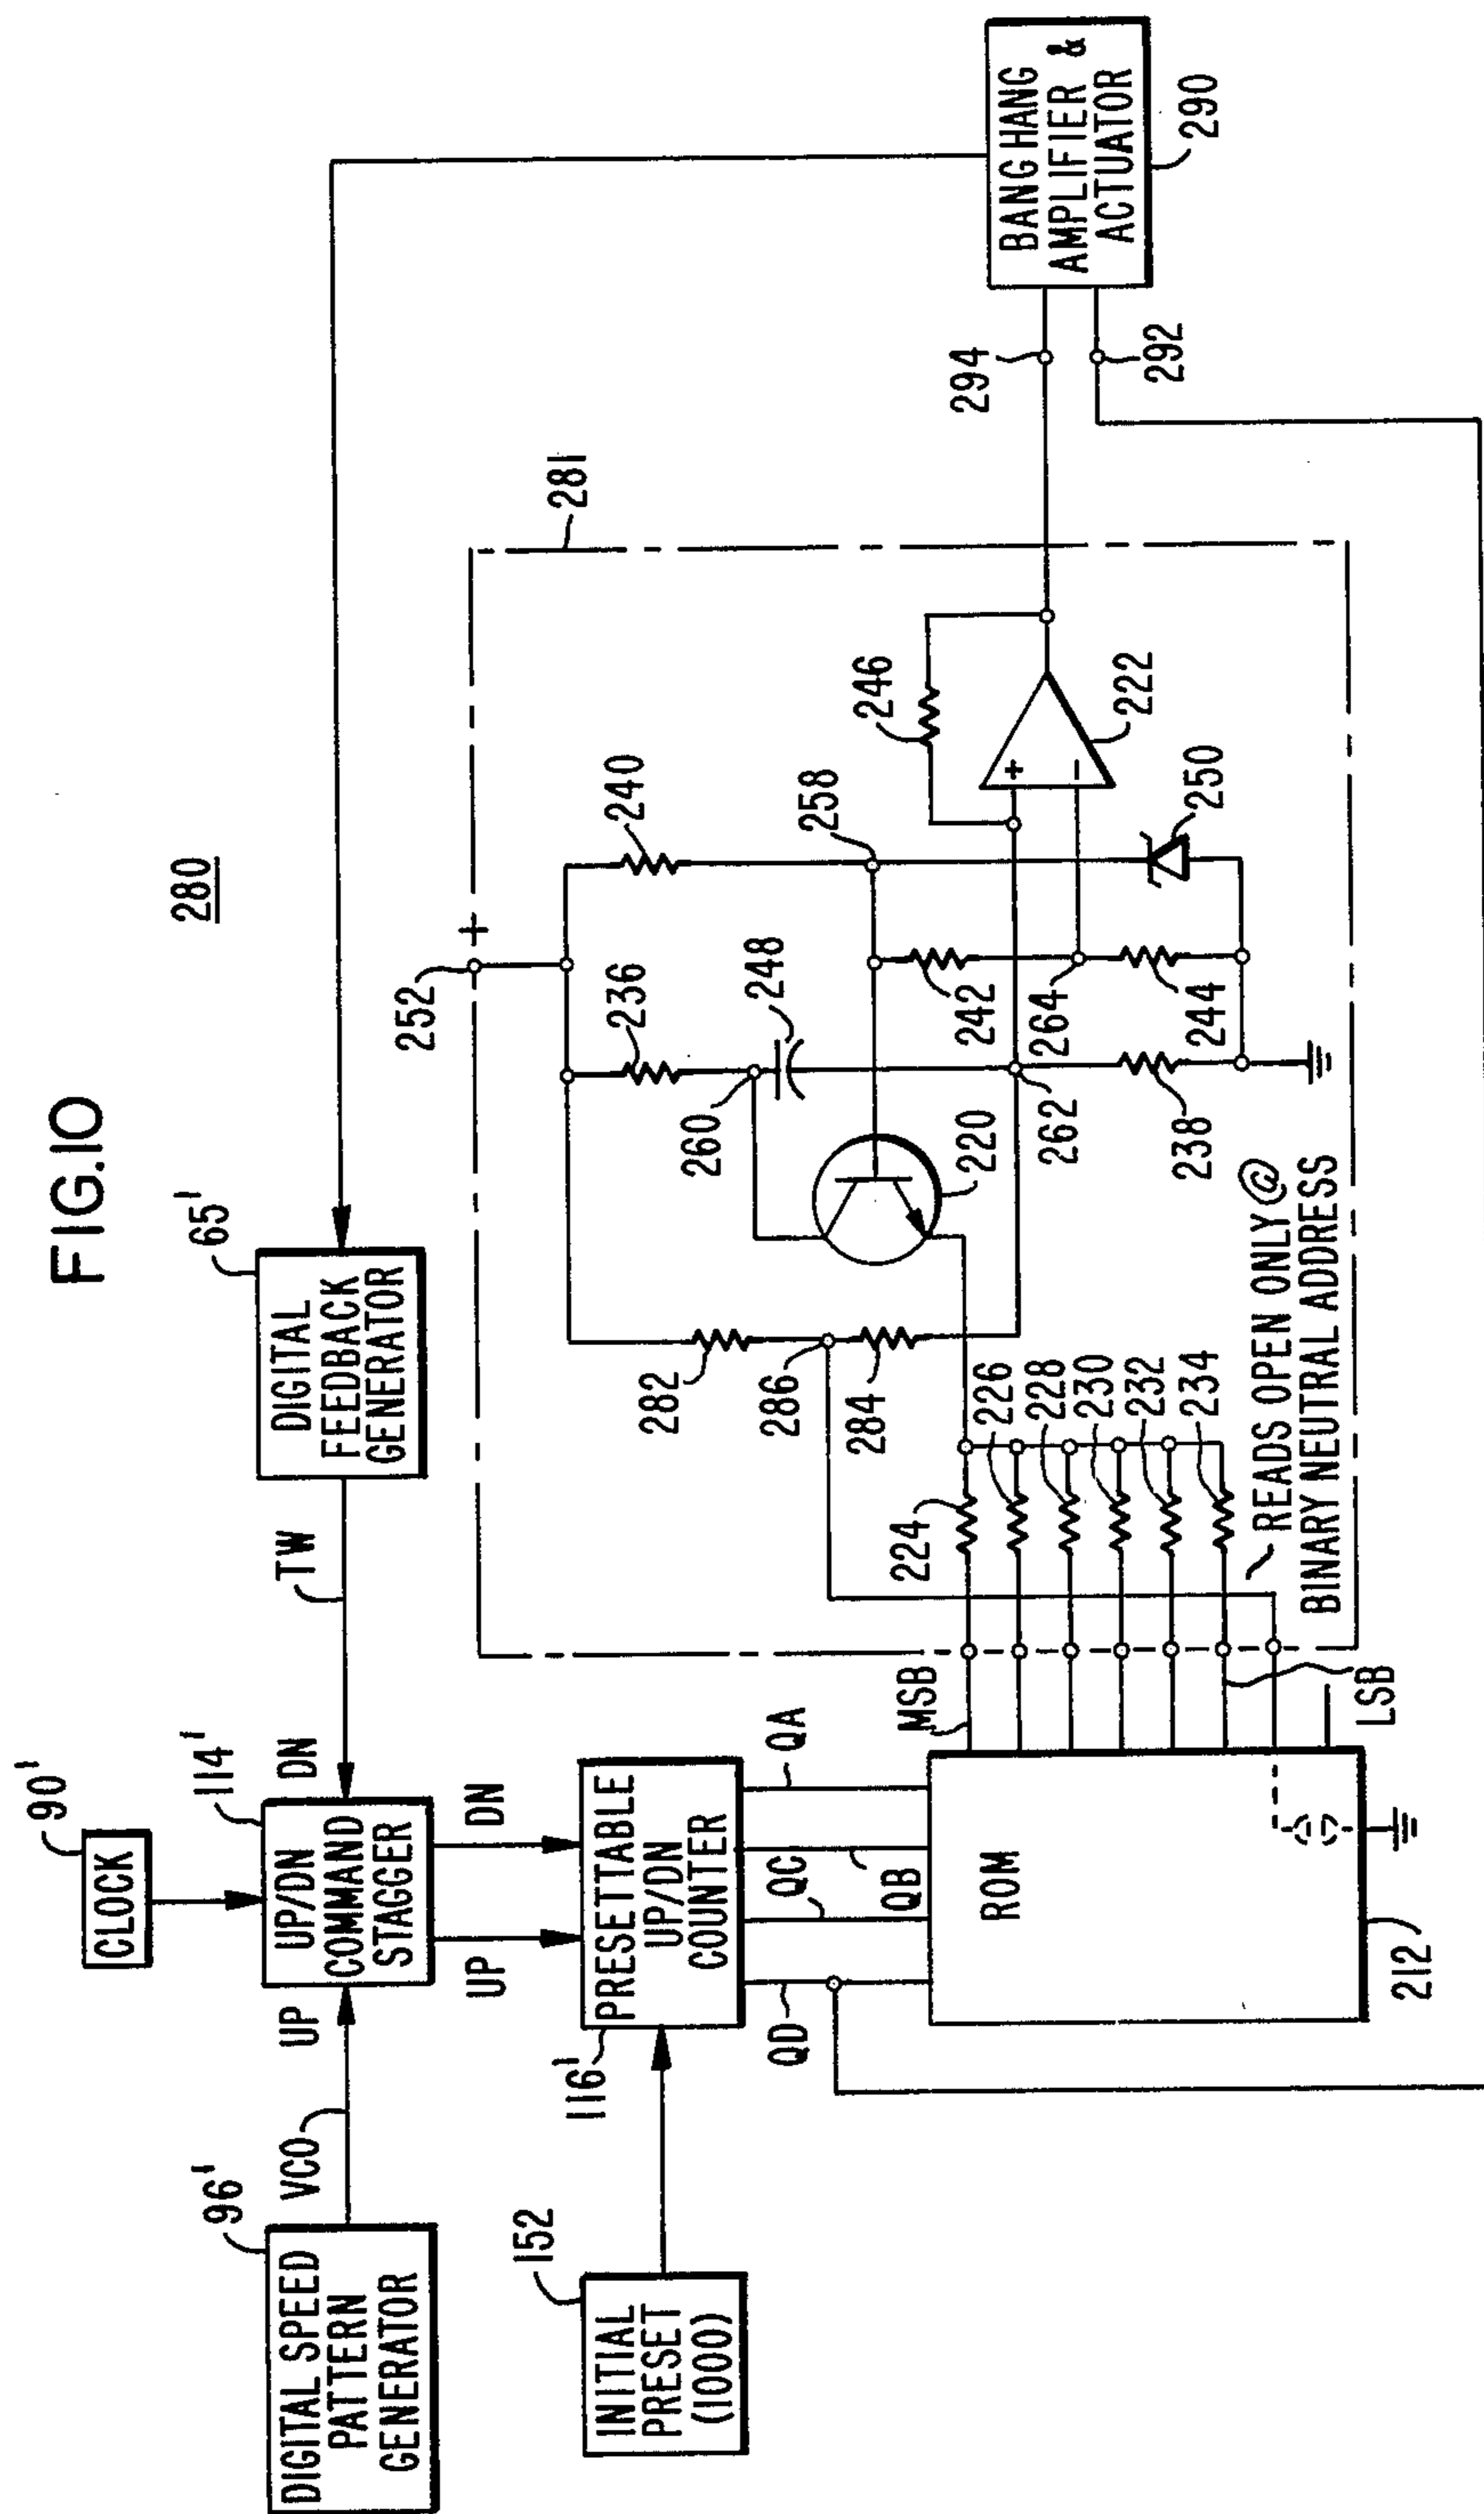 FIG.10
280
DIGITAL SPEED
PATTERN
GENERATOR
96'
VCO
UP
CLOCK
90'
UP/DN
COMMAND
STAGGER
114'
DN
TW
DIGITAL
FEEDBACK
GENERATOR
65'
INITIAL
PRESET
(1000)
152
UP
DN
PRESETTABLE
UP/DN
COUNTER
116'
QD
QC
QB
QA
ROM
212
MSB
LSB
READS OPEN ONLY @
BINARY NEUTRAL ADDRESS
224
226
228
230
232
234
282
286
284
252
+
281
236
240
260
248
258
220
262
242
264
244
238
246
+
−
222
250
294
292
BANG HANG
AMPLIFIER &
ACTUATOR
290